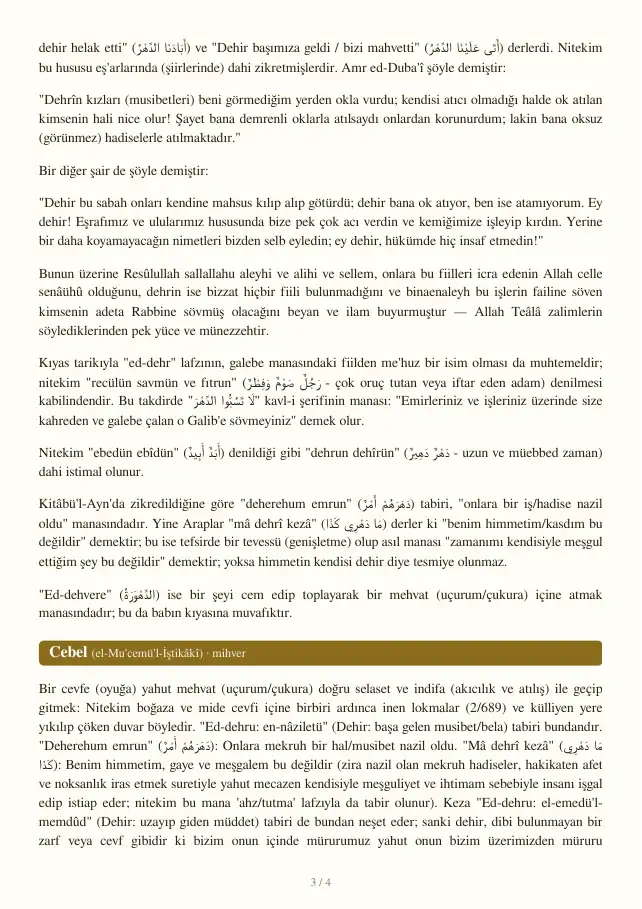 dehir helak etti" (أَبَادَنا الدَّهْرُ) ve "Dehir başımıza geldi / bizi mahvetti" (أَتَى عَلَيْنَا الدَّهْرُ) derlerdi. Nitekim
bu hususu eş'arlarında (şiirlerinde) dahi zikretmişlerdir. Amr ed-Duba'î şöyle demiştir:
"Dehrîn kızları (musibetleri) beni görmediğim yerden okla vurdu; kendisi atıcı olmadığı halde ok atılan
kimsenin hali nice olur! Şayet bana demrenli oklarla atılsaydı onlardan korunurdum; lakin bana oksuz
(görünmez) hadiselerle atılmaktadır."
Bir diğer şair de şöyle demiştir:
"Dehir bu sabah onları kendine mahsus kılıp alıp götürdü; dehir bana ok atıyor, ben ise atamıyorum. Ey
dehir! Eşrafımız ve ulularımız hususunda bize pek çok acı verdin ve kemiğimize işleyip kırdın. Yerine
bir daha koyamayacağın nimetleri bizden selb eyledin; ey dehir, hükümde hiç insaf etmedin!"
Bunun üzerine Resûlullah sallallahu aleyhi ve alihi ve sellem, onlara bu fiilleri icra edenin Allah celle
senâühû olduğunu, dehrin ise bizzat hiçbir fiili bulunmadığını ve binaenaleyh bu işlerin failine söven
kimsenin adeta Rabbine sövmüş olacağını beyan ve ilam buyurmuştur — Allah Teâlâ zalimlerin
söylediklerinden pek yüce ve münezzehtir.
Kıyas tarikıyla "ed-dehr" lafzının, galebe manasındaki fiilden me'huz bir isim olması da muhtemeldir;
nitekim "recülün savmün ve fıtrun" (رَجُلٌ صَوْمٌ وَفِطْرٌ - çok oruç tutan veya iftar eden adam) denilmesi
kabilindendir. Bu takdirde "لَا تَسُبُّوا الدَّهْرَ" kavl-i şerifinin manası: "Emirleriniz ve işleriniz üzerinde size
kahreden ve galebe çalan o Galib'e sövmeyiniz" demek olur.
Nitekim "ebedün ebîdün" (أَبَدٌ أَبِيدٌ) denildiği gibi "dehrun dehîrün" (دَهْرٌ دَهِيرٌ - uzun ve müebbed zaman)
dahi istimal olunur.
Kitâbü'l-Ayn'da zikredildiğine göre "deherehum emrun" (دَهَرَهُمْ أَمْرٌ) tabiri, "onlara bir iş/hadise nazil
oldu" manasındadır. Yine Araplar "mâ dehrî kezâ" (مَا دَهْرِي كَذَا) derler ki "benim himmetim/kasdım bu
değildir" demektir; bu ise tefsirde bir tevessü (genişletme) olup asıl manası "zamanımı kendisiyle meşgul
ettiğim şey bu değildir" demektir; yoksa himmetin kendisi dehir diye tesmiye olunmaz.
"Ed-dehvere" (الدَّهْوَرَةُ) ise bir şeyi cem edip toplayarak bir mehvat (uçurum/çukura) içine atmak
manasındadır; bu da babın kıyasına muvafıktır.
Cebel (el-Mu'cemü'l-İştikâkî) · mihver
Bir cevfe (oyuğa) yahut mehvat (uçurum/çukura) doğru selaset ve indifa (akıcılık ve atılış) ile geçip
gitmek: Nitekim boğaza ve mide cevfi içine birbiri ardınca inen lokmalar (2/689) ve külliyen yere
yıkılıp çöken duvar böyledir. "Ed-dehru: en-nâziletü" (Dehir: başa gelen musibet/bela) tabiri bundandır.
"Deherehum emrun" (دَهَرَهُمْ أَمْرٌ): Onlara mekruh bir hal/musibet nazil oldu. "Mâ dehrî kezâ" (مَا دَهْرِي
كَذَا): Benim himmetim, gaye ve meşgalem bu değildir (zira nazil olan mekruh hadiseler, hakikaten afet
ve noksanlık iras etmek suretiyle yahut mecazen kendisiyle meşguliyet ve ihtimam sebebiyle insanı işgal
edip istiap eder; nitekim bu mana 'ahz/tutma' lafzıyla da tabir olunur). Keza "Ed-dehru: el-emedü'l-
memdûd" (Dehir: uzayıp giden müddet) tabiri de bundan neşet eder; sanki dehir, dibi bulunmayan bir
zarf veya cevf gibidir ki bizim onun içinde mürurumuz yahut onun bizim üzerimizden müruru
3 / 4